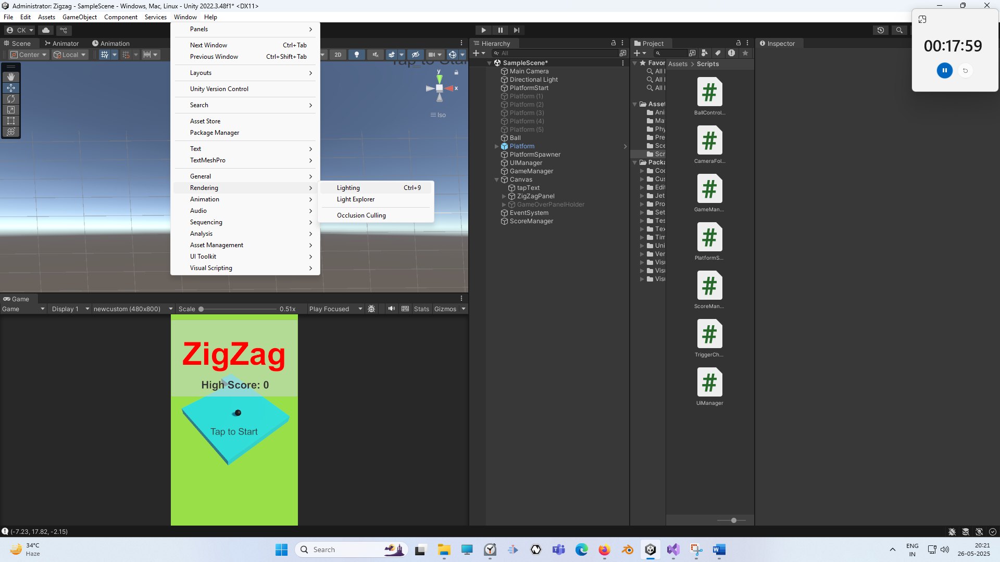 Administrator: Zigzag - SampleScene - Windows, Mac, Linux - Unity 2022.3.48f1* <DX11>
File Edit Assets GameObject Component Services Window Help
CK
Scene Animator Animation
Center Local
2D
Tap to Start
y
x
Iso
Panels
Next Window Ctrl+Tab
Previous Window Ctrl+Shift+Tab
Layouts
Unity Version Control
Search
Asset Store
Package Manager
Text
TextMeshPro
General
Rendering
Animation
Audio
Sequencing
Analysis
Asset Management
UI Toolkit
Visual Scripting
Lighting Ctrl+9
Light Explorer
Occlusion Culling
Game
Game Display 1 newcustom (480x800) Scale 0.51x Play Focused Stats Gizmos
ZigZag
High Score: 0
Tap to Start
Hierarchy
All
SampleScene*
Main Camera
Directional Light
PlatformStart
Platform (1)
Platform (2)
Platform (3)
Platform (4)
Platform (5)
Ball
Platform
PlatformSpawner
UIManager
GameManager
Canvas
tapText
ZigZagPanel
GameOverPanelHolder
EventSystem
ScoreManager
Project
Favor
All
All
All
Asset
Ani
Ma
Phy
Pre
Sce
Scr
Packa
Coo
Cus
Edit
Jet
Pro
Set
Tes
Tex
Tim
Uni
Ver
Visu
Visu
Visu
Assets > Scripts
BallControl...
CameraFol...
GameMan...
PlatformS...
ScoreMan...
TriggerCh...
UiManager
Inspector
00:17:59
(-7.23, 17.82, -2.15)
34°C
Haze
Search
ENG
IN
20:21
26-05-2025